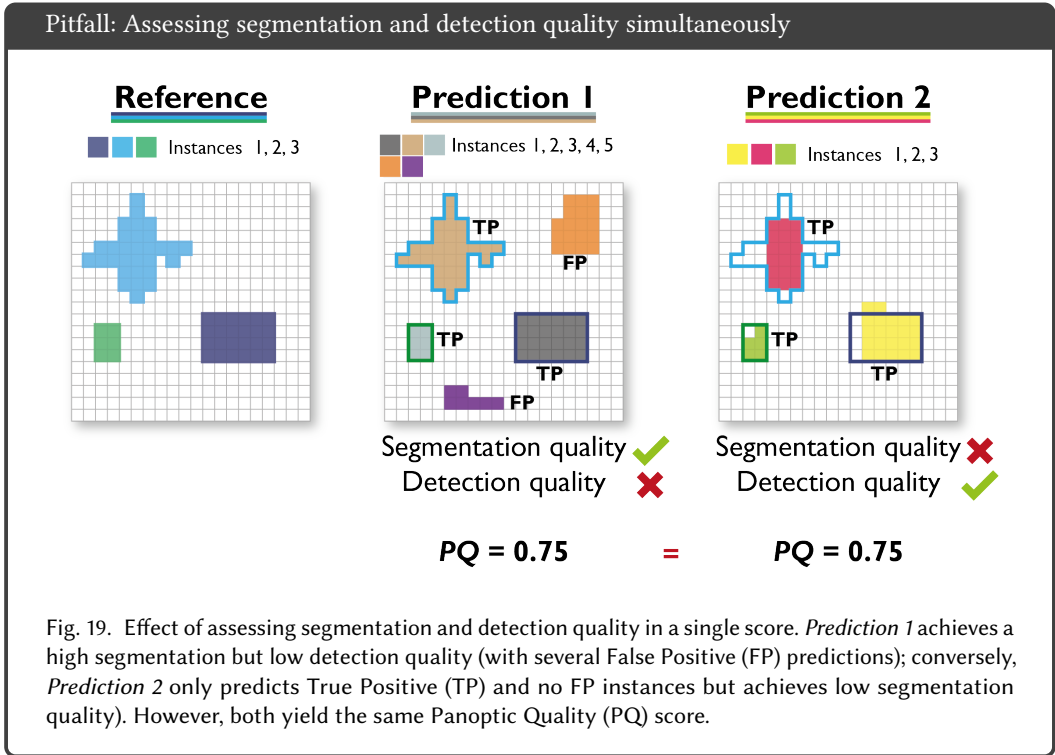 Pitfall: Assessing segmentation and detection quality simultaneously
Reference
Instances 1, 2, 3
Prediction 1
Instances 1, 2, 3, 4, 5
Prediction 2
Instances 1, 2, 3
TP
FP
TP
TP
FP
TP
TP
TP
Segmentation quality
Detection quality
Segmentation quality
Detection quality
PQ = 0.75 = PQ = 0.75
Fig. 19. Effect of assessing segmentation and detection quality in a single score. Prediction 1 achieves a
high segmentation but low detection quality (with several False Positive (FP) predictions); conversely,
Prediction 2 only predicts True Positive (TP) and no FP instances but achieves low segmentation
quality). However, both yield the same Panoptic Quality (PQ) score.